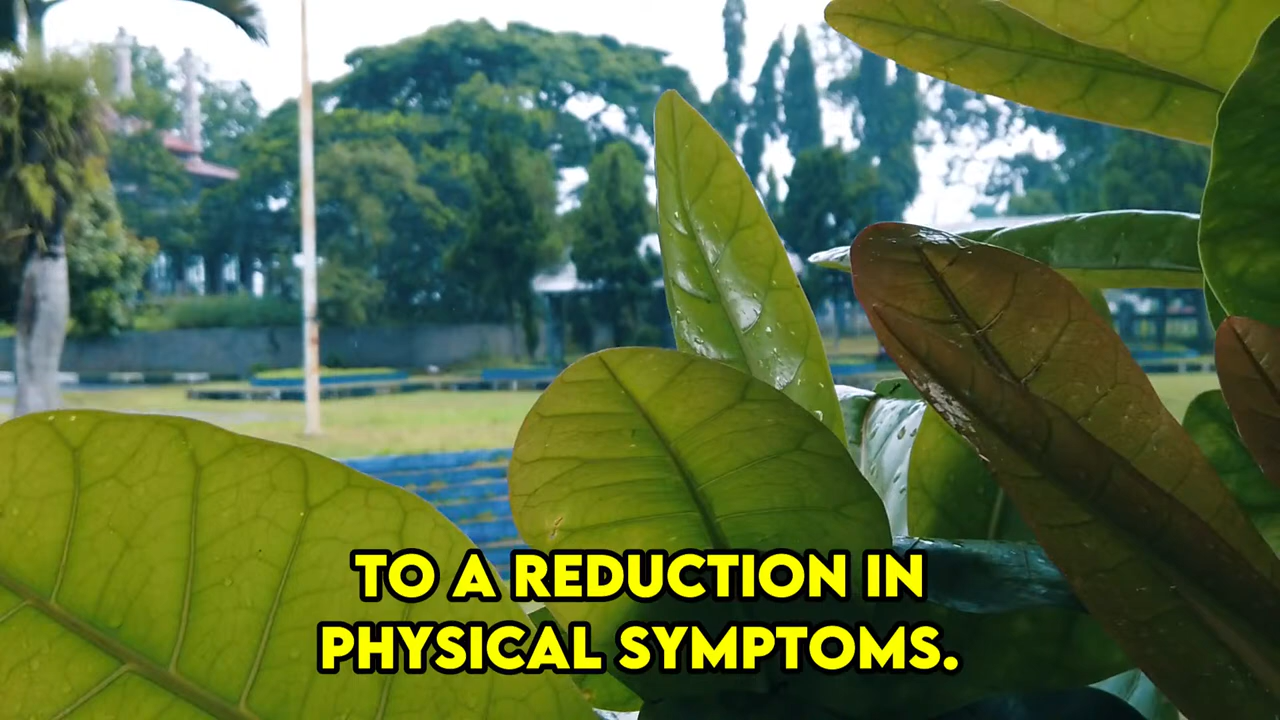 TO A REDUCTION IN
PHYSICAL SYMPTOMS.